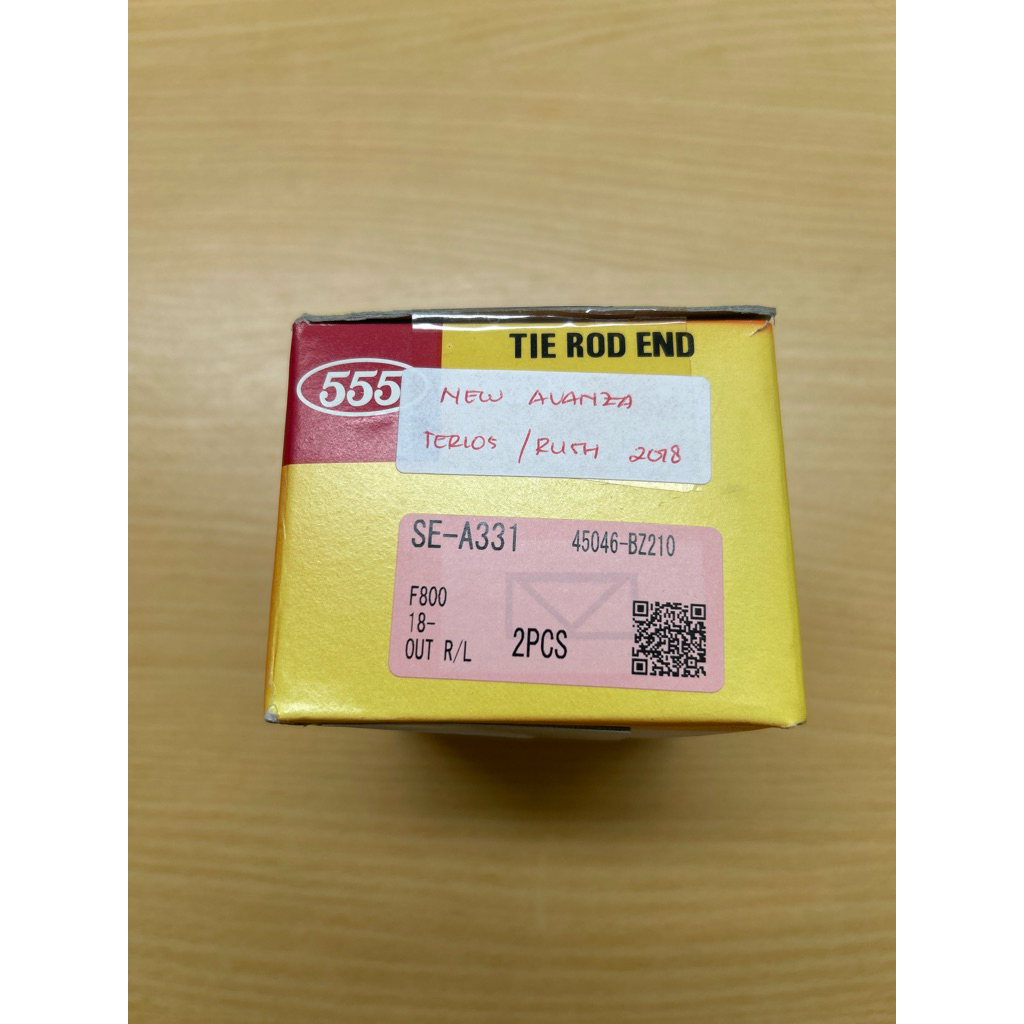 TIE ROD END
555
NEW AVANZA
TERIOS / RUSH 2018
SE-A331 45046-BZ210
F800
18-
OUT R/L 2PCS